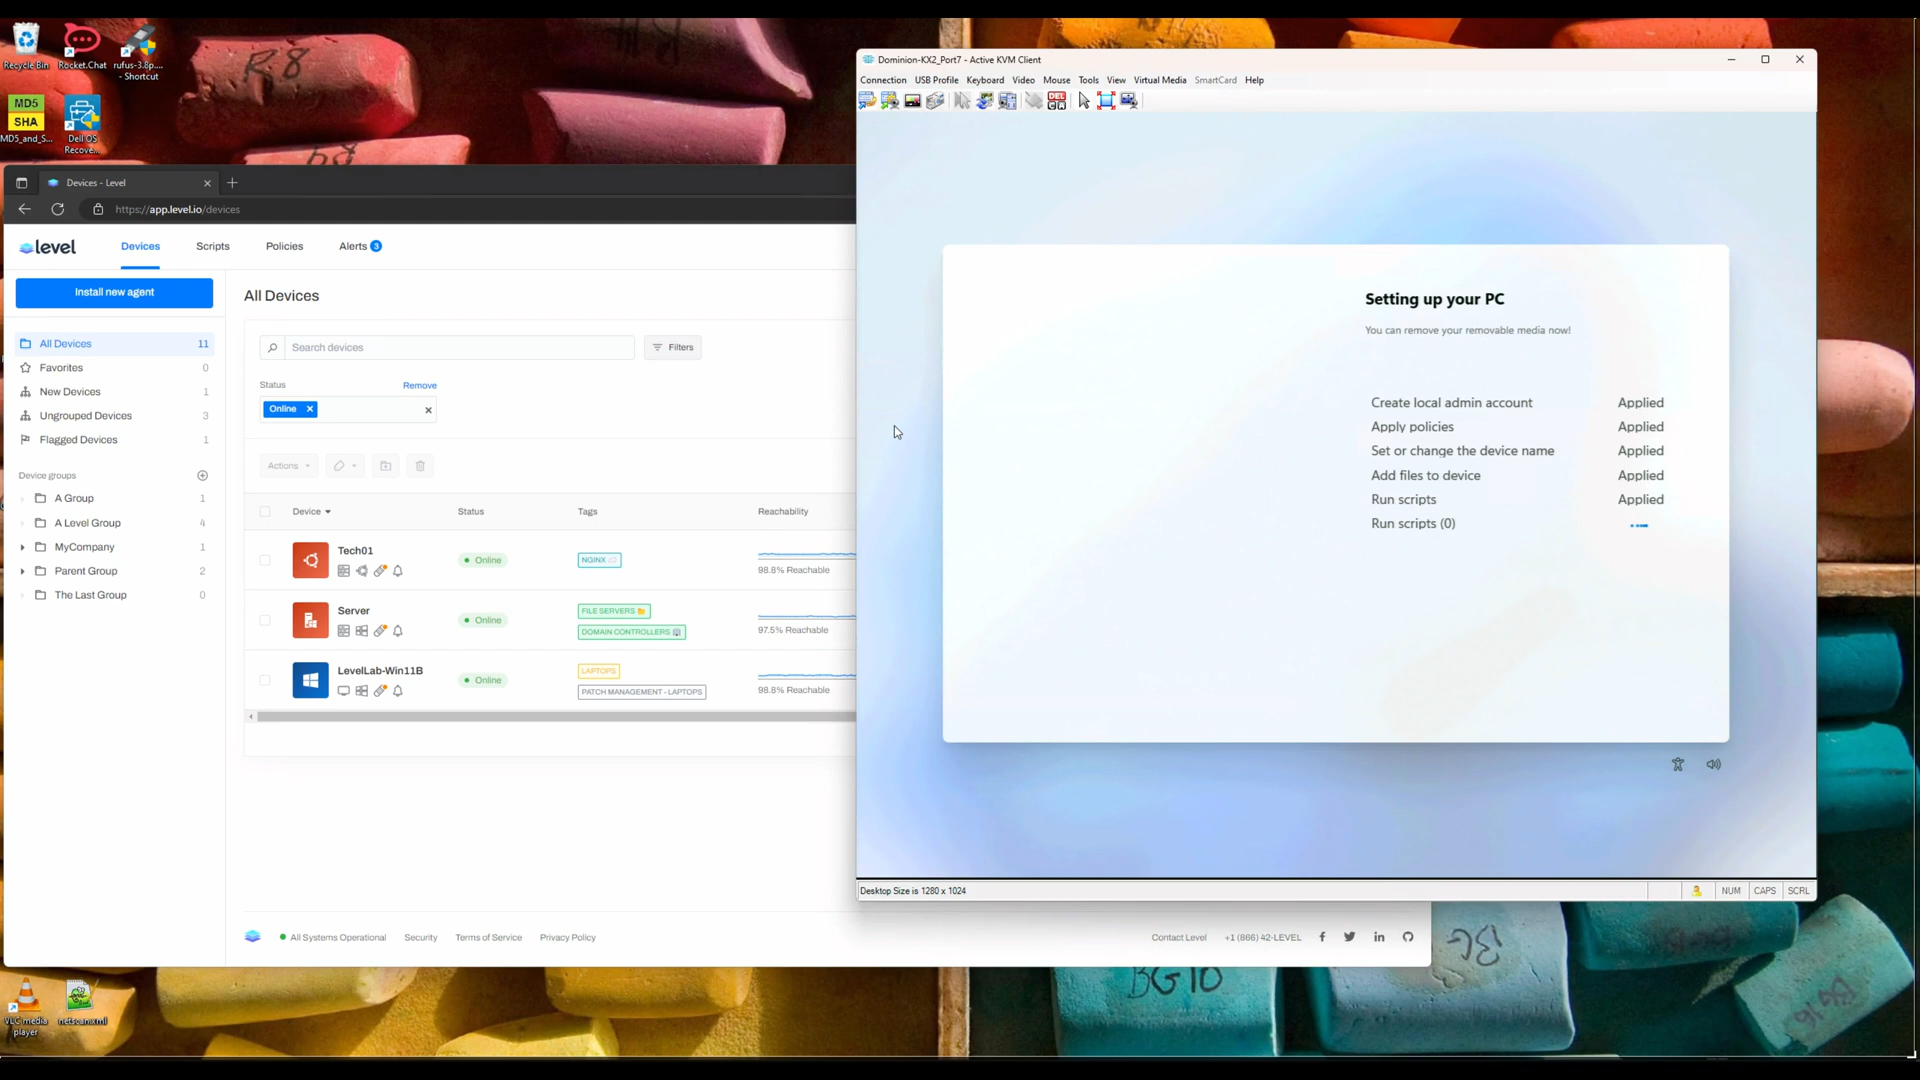 Recycle Bin
Rocket.Chat
rufus-3.8p....
- Shortcut
MD5
SHA
MD5_and_S...
Dell OS
Recove...
R8
BG10
BG
VLC media
player
netscan.xml
Devices - Level
https://app.level.io/devices
level
Devices
Scripts
Policies
Alerts 3
Install new agent
All Devices 11
Favorites 0
New Devices 1
Ungrouped Devices 3
Flagged Devices 1
Device groups
A Group 1
A Level Group 4
MyCompany 1
Parent Group 2
The Last Group 0
All Devices
Search devices
Filters
Status
Remove
Online
Actions
Device
Status
Tags
Reachability
Tech01
Online
NGINX
98.8% Reachable
Server
Online
FILE SERVERS
DOMAIN CONTROLLERS
97.5% Reachable
LevelLab-Win11B
Online
LAPTOPS
PATCH MANAGEMENT - LAPTOPS
98.8% Reachable
All Systems Operational
Security
Terms of Service
Privacy Policy
Contact Level
+1 (866) 42-LEVEL
Dominion-KX2_Port7 - Active KVM Client
Connection USB Profile Keyboard Video Mouse Tools View Virtual Media SmartCard Help
DEL
Setting up your PC
You can remove your removable media now!
Create local admin account Applied
Apply policies Applied
Set or change the device name Applied
Add files to device Applied
Run scripts Applied
Run scripts (0)
Desktop Size is 1280 x 1024
NUM
CAPS
SCRL